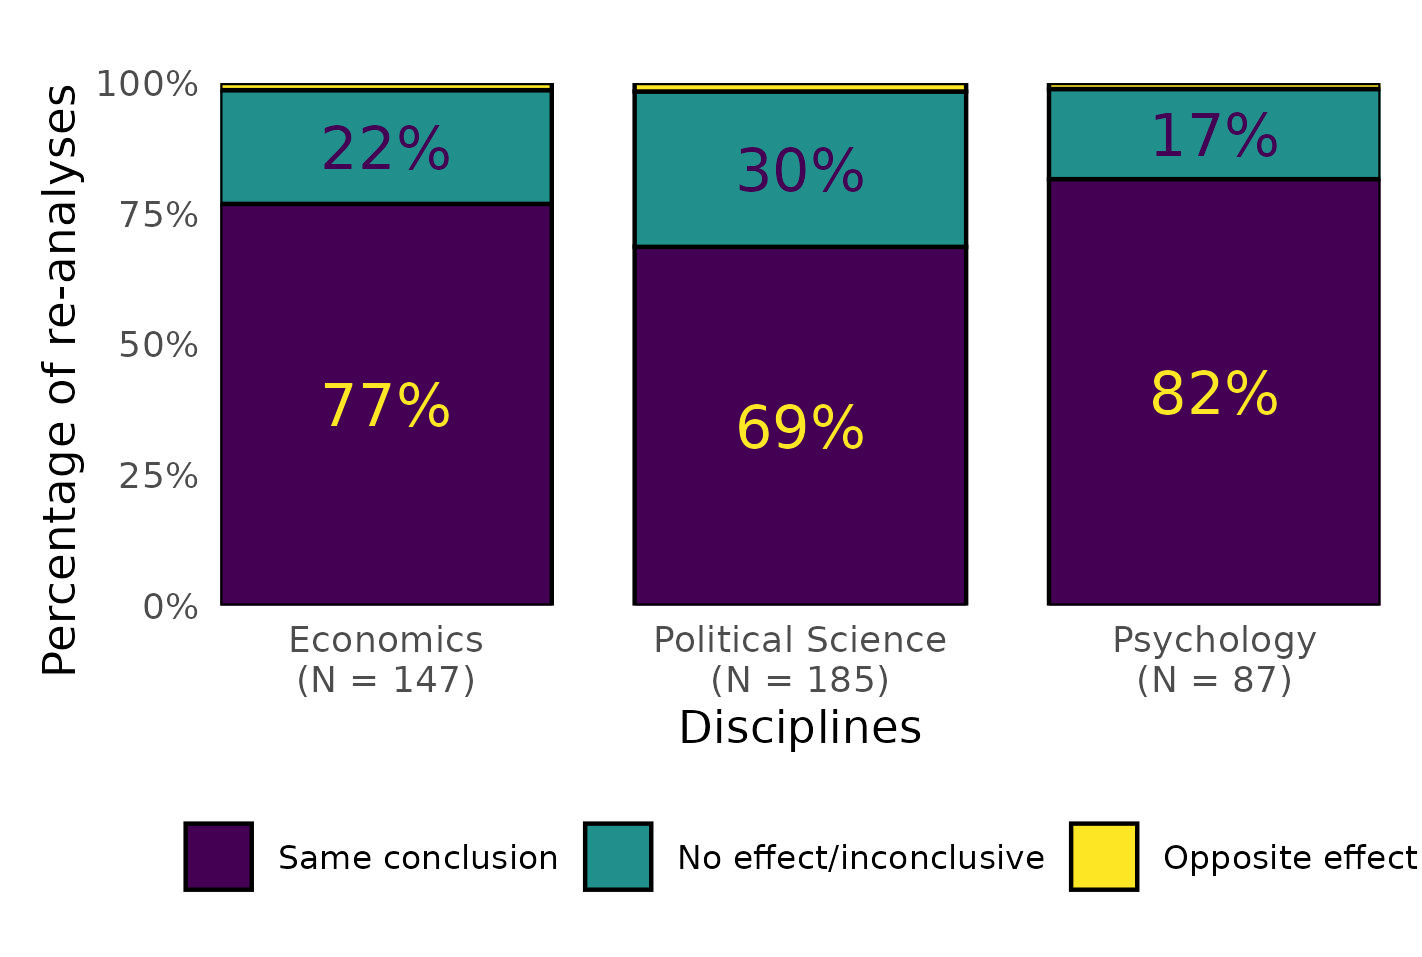 Percentage of re-analyses
100%
75%
50%
25%
0%
22%
77%
30%
69%
17%
82%
Economics
(N = 147)
Political Science
(N = 185)
Psychology
(N = 87)
Disciplines
Same conclusion
No effect/inconclusive
Opposite effect